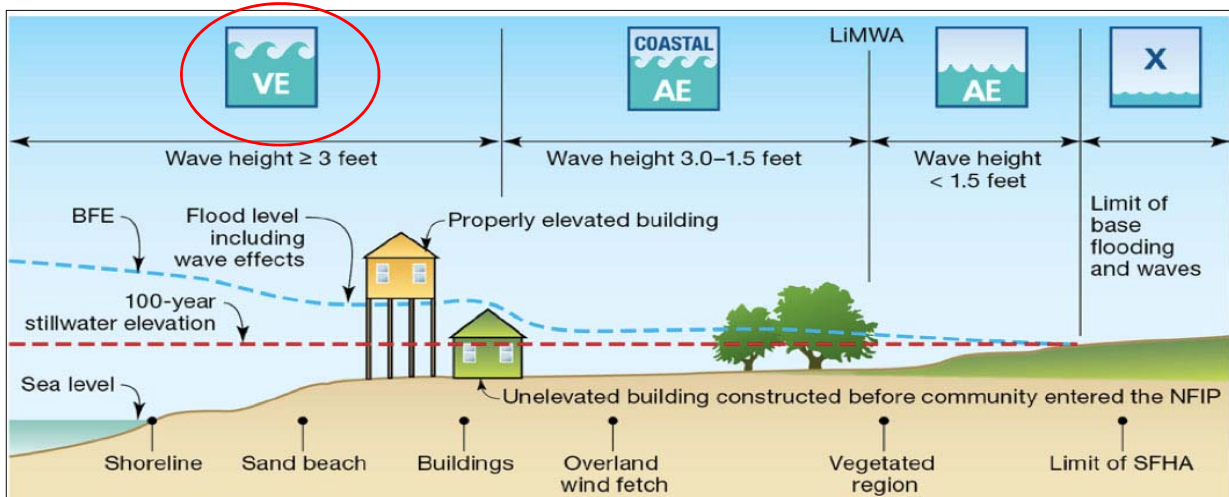 VE
COASTAL
AE
LiMWA
AE
X
Wave height ≥ 3 feet
Wave height 3.0–1.5 feet
Wave height
< 1.5 feet
BFE
Flood level
including
wave effects
Properly elevated building
Limit of
base
flooding
and waves
100-year
stillwater elevation
Sea level
Unelevated building constructed before community entered the NFIP
Shoreline
Sand beach
Buildings
Overland
wind fetch
Vegetated
region
Limit of SFHA